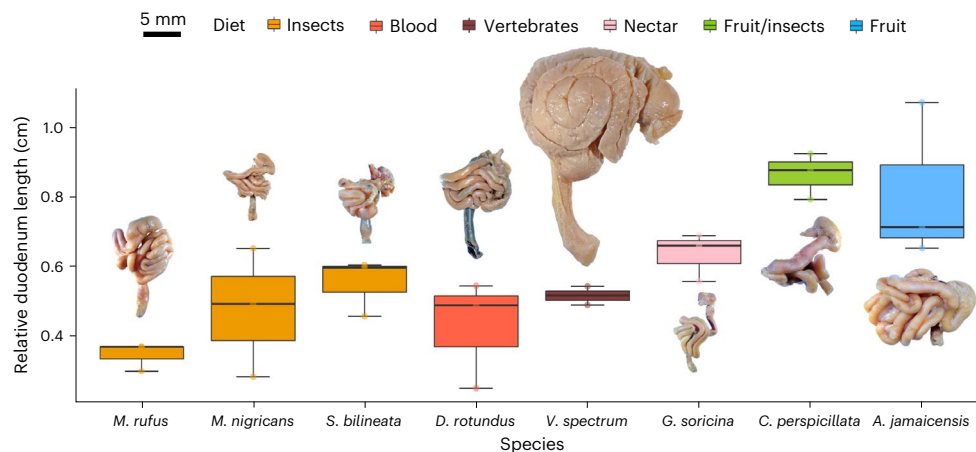 5 mm
Diet Insects Blood Vertebrates Nectar Fruit/insects Fruit
Relative duodenum length (cm)
1.0
0.8
0.6
0.4
M. rufus M. nigricans S. bilineata D. rotundus V. spectrum G. soricina C. perspicillata A. jamaicensis
Species